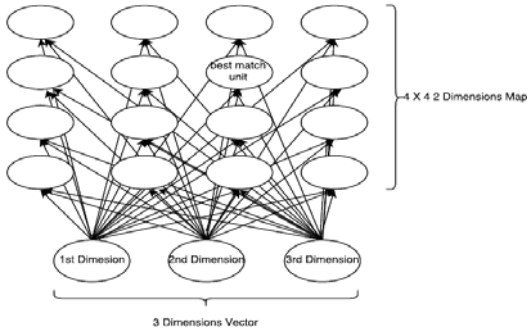 best match
unit
4 X 4 2 Dimensions Map
1st Dimesion
2nd Dimension
3rd Dimension
3 Dimensions Vector